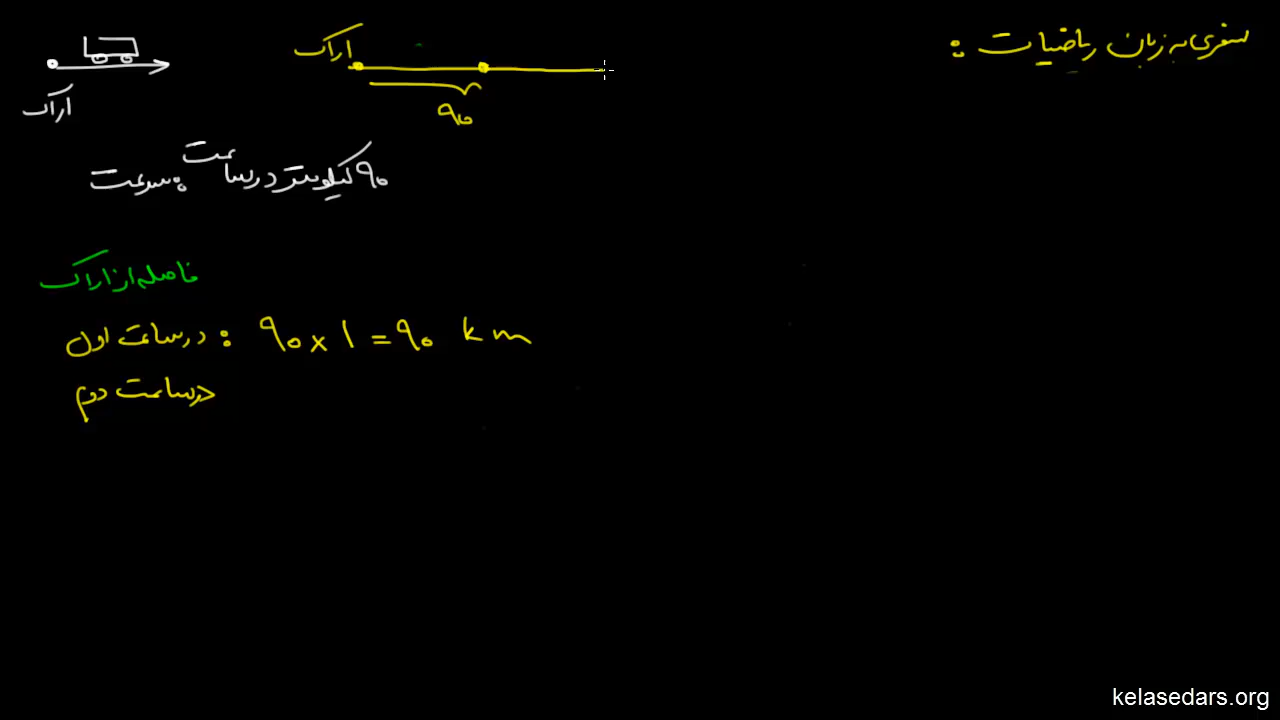 سفری به زبان ریاضیات :
اراک
اراک
۹۰
سرعت : ۹۰ کیلومتر در ساعت
فاصله از اراک
در ساعت اول : ۹۰ × ۱ = ۹۰ km
در ساعت دوم
kelasedars.org